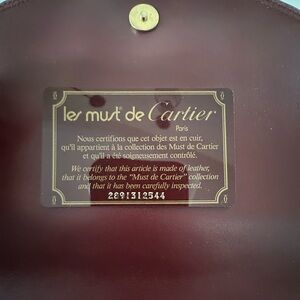 les must de Cartier
Paris
Nous certifions que cet objet est en cuir,
qu'il appartient à la collection des Must de Cartier
et qu'il a été soigneusement contrôlé.
We certify that this article is made of leather,
that it belongs to the "Must de Cartier" collection
and that it has been carefully inspected.
2891312544